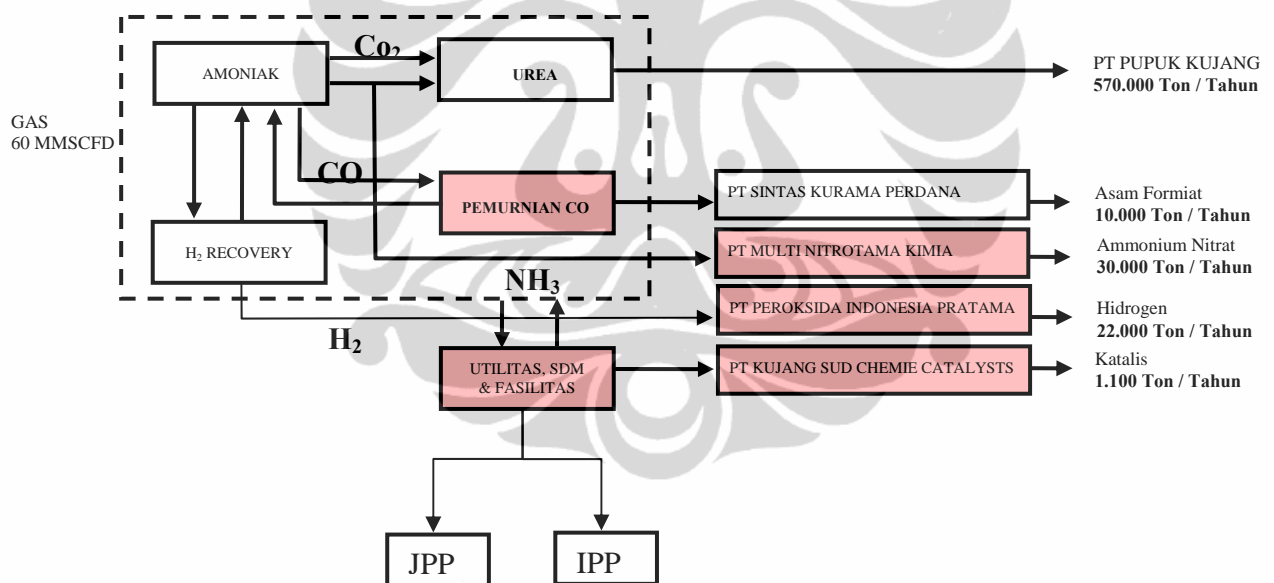 Co₂
AMONIAK
UREA
PT PUPUK KUJANG
570.000 Ton / Tahun
GAS
60 MMSCFD
CO
PEMURNIAN CO
PT SINTAS KURAMA PERDANA
Asam Formiat
10.000 Ton / Tahun
H₂ RECOVERY
PT MULTI NITROTAMA KIMIA
Ammonium Nitrat
30.000 Ton / Tahun
NH₃
PT PEROKSIDA INDONESIA PRATAMA
Hidrogen
22.000 Ton / Tahun
H₂
UTILITAS, SDM
& FASILITAS
PT KUJANG SUD CHEMIE CATALYSTS
Katalis
1.100 Ton / Tahun
JPP
IPP